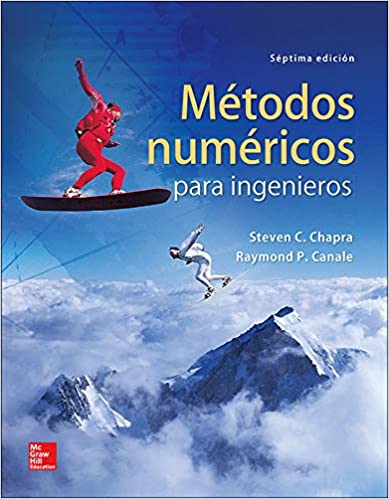 Séptima edición
Métodos
numéricos
para ingenieros
Steven C. Chapra
Raymond P. Canale
Mc
Graw
Hill
Education